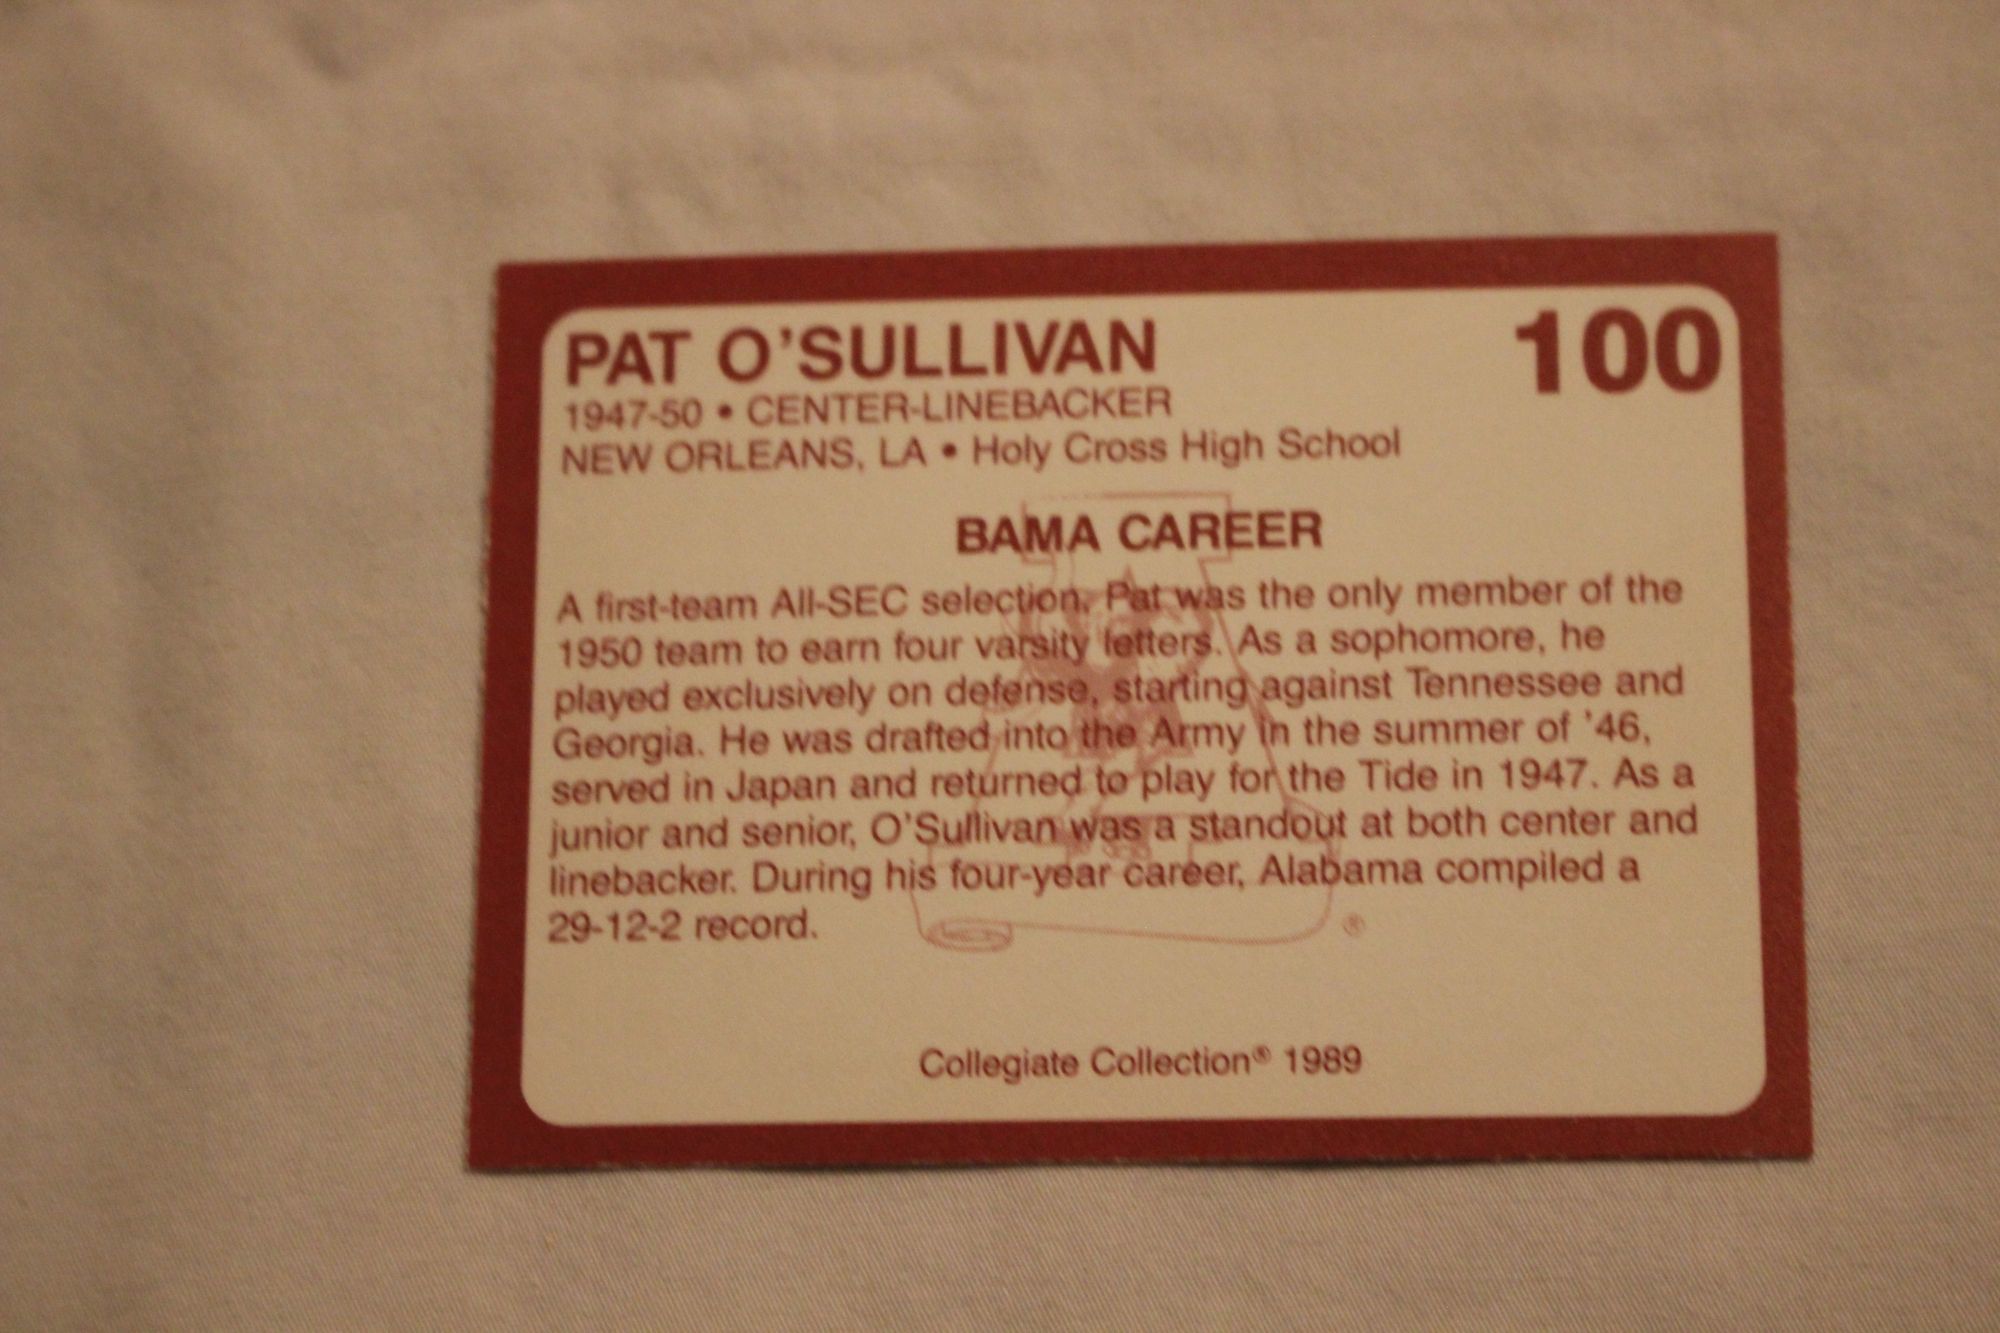 PAT O'SULLIVAN
100
1947-50 • CENTER-LINEBACKER
NEW ORLEANS, LA • Holy Cross High School
BAMA CAREER
A first-team All-SEC selection, Pat was the only member of the
1950 team to earn four varsity letters. As a sophomore, he
played exclusively on defense, starting against Tennessee and
Georgia. He was drafted into the Army in the summer of '46,
served in Japan and returned to play for the Tide in 1947. As a
junior and senior, O'Sullivan was a standout at both center and
linebacker. During his four-year career, Alabama compiled a
29-12-2 record.
®
Collegiate Collection® 1989